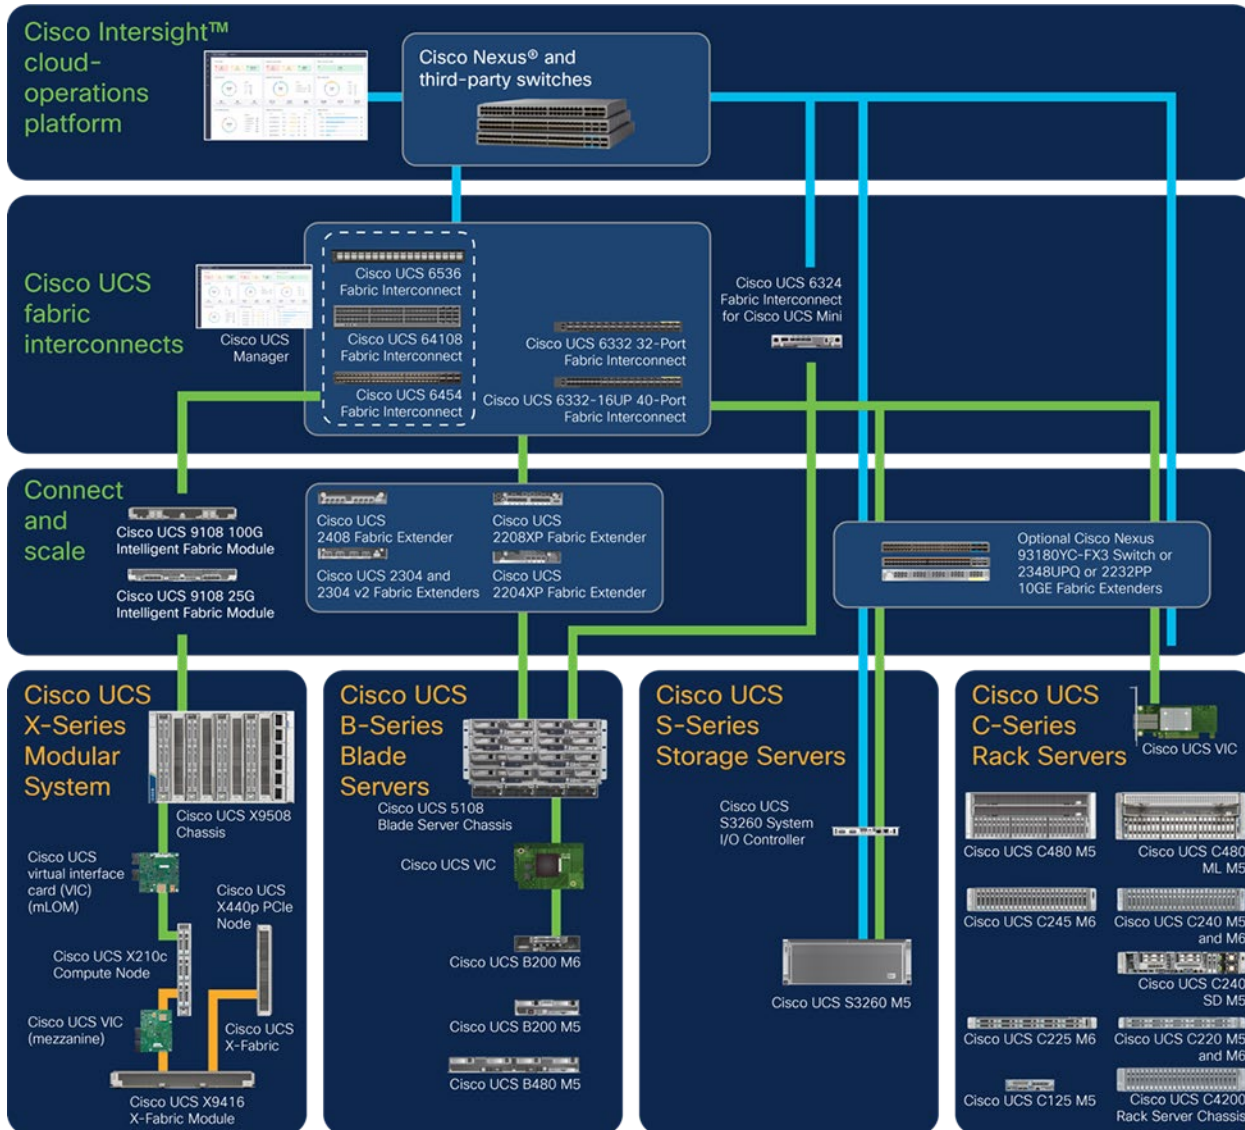 Cisco Intersight™
cloud-
operations
platform
Cisco Nexus® and
third-party switches
Cisco UCS
fabric
interconnects
Cisco UCS
Manager
Cisco UCS 6536
Fabric Interconnect
Cisco UCS 64108
Fabric Interconnect
Cisco UCS 6454
Fabric Interconnect
Cisco UCS 6332 32-Port
Fabric Interconnect
Cisco UCS 6332-16UP 40-Port
Fabric Interconnect
Cisco UCS 6324
Fabric Interconnect
for Cisco UCS Mini
Connect
and
scale
Cisco UCS 9108 100G
Intelligent Fabric Module
Cisco UCS 9108 25G
Intelligent Fabric Module
Cisco UCS
2408 Fabric Extender
Cisco UCS
2208XP Fabric Extender
Cisco UCS 2304 and
2304 v2 Fabric Extenders
Cisco UCS
2204XP Fabric Extender
Optional Cisco Nexus
93180YC-FX3 Switch or
2348UPQ or 2232PP
10GE Fabric Extenders
Cisco UCS
X-Series
Modular
System
Cisco UCS X9508
Chassis
Cisco UCS
virtual interface
card (VIC)
(mLOM)
Cisco UCS
X440p PCIe
Node
Cisco UCS X210c
Compute Node
Cisco UCS VIC
(mezzanine)
Cisco UCS
X-Fabric
Cisco UCS X9416
X-Fabric Module
Cisco UCS
B-Series
Blade
Servers
Cisco UCS 5108
Blade Server Chassis
Cisco UCS VIC
Cisco UCS B200 M6
Cisco UCS B200 M5
Cisco UCS B480 M5
Cisco UCS
S-Series
Storage Servers
Cisco UCS
S3260 System
I/O Controller
Cisco UCS S3260 M5
Cisco UCS
C-Series
Rack Servers
Cisco UCS VIC
Cisco UCS C480 M5
Cisco UCS C480
ML M5
Cisco UCS C245 M6
Cisco UCS C240 M5
and M6
Cisco UCS C240
SD M5
Cisco UCS C225 M6
Cisco UCS C220 M5
and M6
Cisco UCS C125 M5
Cisco UCS C4200
Rack Server Chassis